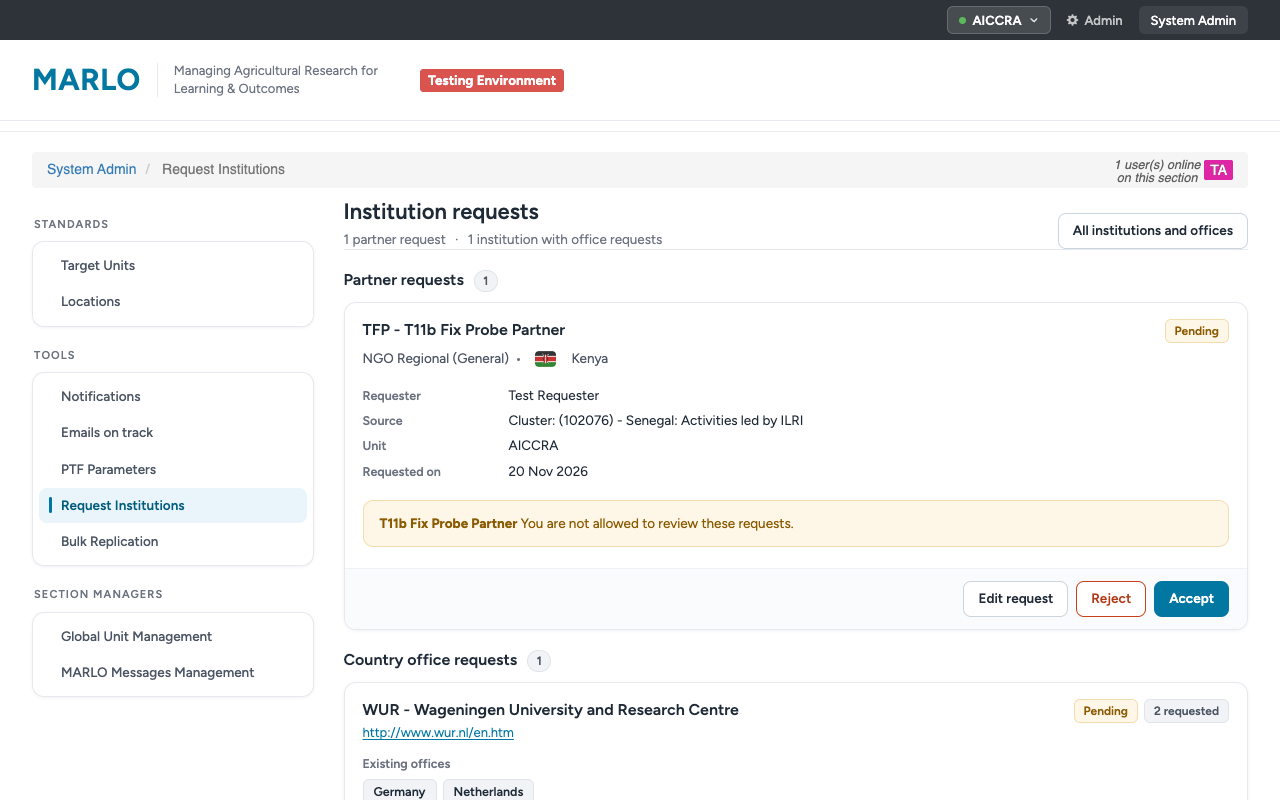 AICCRA
Admin
System Admin
MARLO
Managing Agricultural Research for
Learning & Outcomes
Testing Environment
System Admin / Request Institutions
1 user(s) online
on this section
TA
STANDARDS
Target Units
Locations
TOOLS
Notifications
Emails on track
PTF Parameters
Request Institutions
Bulk Replication
SECTION MANAGERS
Global Unit Management
MARLO Messages Management
Institution requests
1 partner request · 1 institution with office requests
All institutions and offices
Partner requests 1
TFP - T11b Fix Probe Partner
Pending
NGO Regional (General) • Kenya
Requester Test Requester
Source Cluster: (102076) - Senegal: Activities led by ILRI
Unit AICCRA
Requested on 20 Nov 2026
T11b Fix Probe Partner You are not allowed to review these requests.
Edit request Reject Accept
Country office requests 1
WUR - Wageningen University and Research Centre
Pending 2 requested
http://www.wur.nl/en.htm
Existing offices
Germany Netherlands